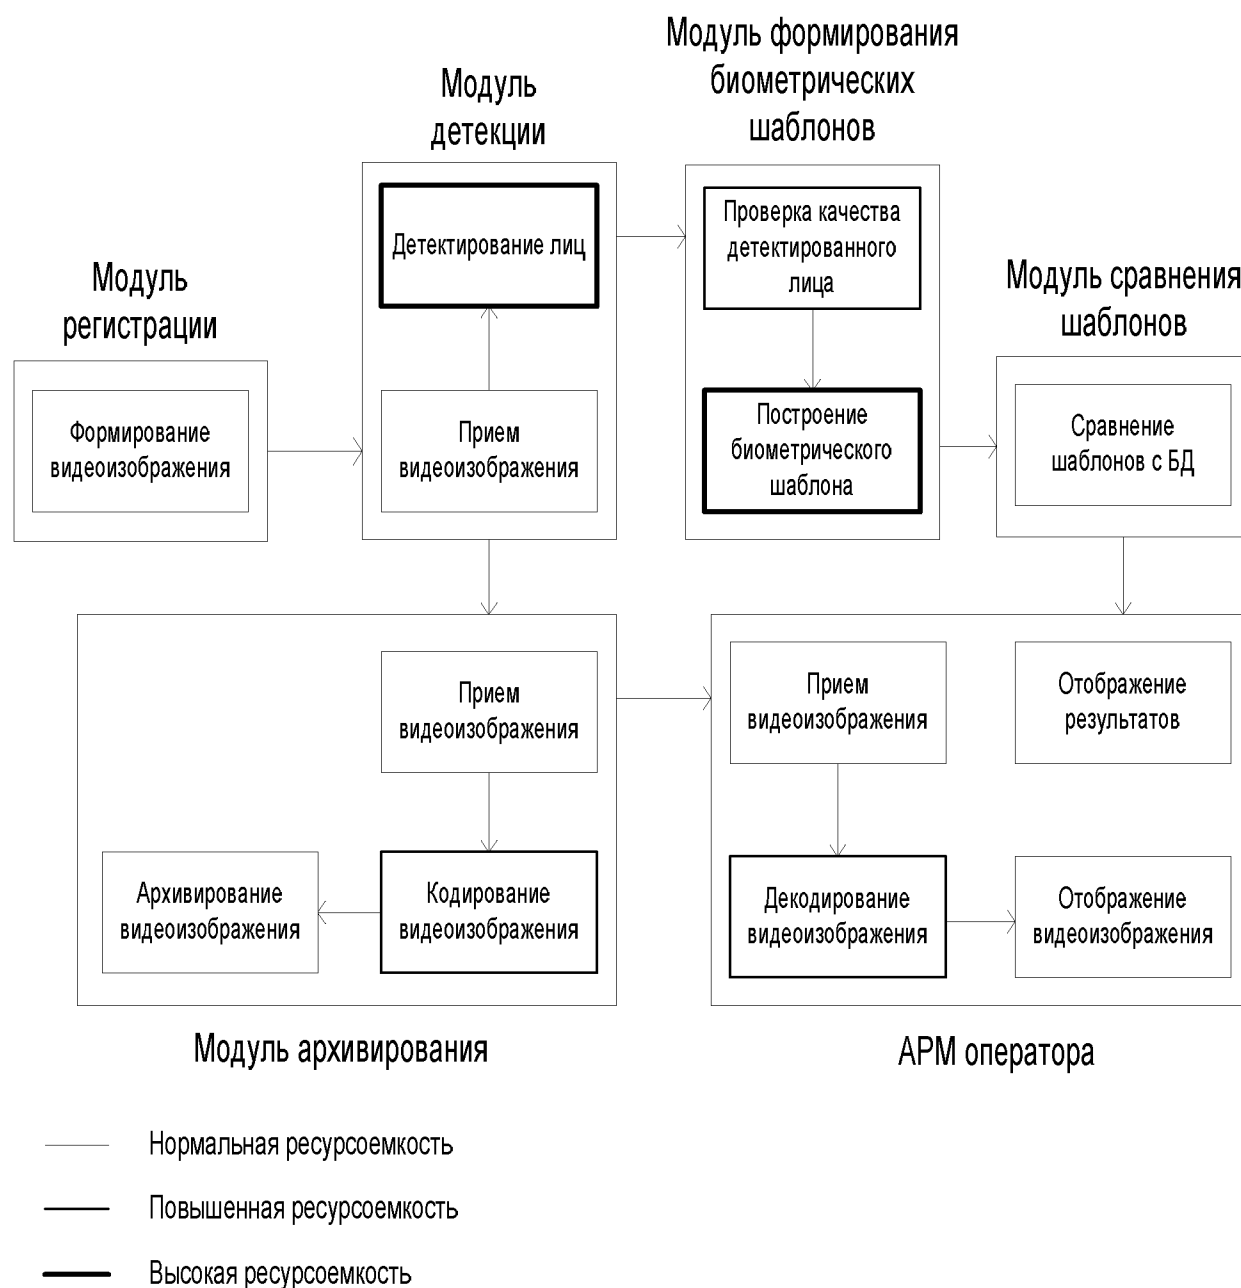 Модуль формирования
биометрических
шаблонов
Модуль
детекции
Детектирование лиц
Проверка качества
детектированного
лица
Модуль
регистрации
Модуль сравнения
шаблонов
Формирование
видеоизображения
Прием
видеоизображения
Построение
биометрического
шаблона
Сравнение
шаблонов с БД
Прием
видеоизображения
Прием
видеоизображения
Отображение
результатов
Архивирование
видеоизображения
Кодирование
видеоизображения
Декодирование
видеоизображения
Отображение
видеоизображения
Модуль архивирования
АРМ оператора
Нормальная ресурсоемкость
Повышенная ресурсоемкость
Высокая ресурсоемкость